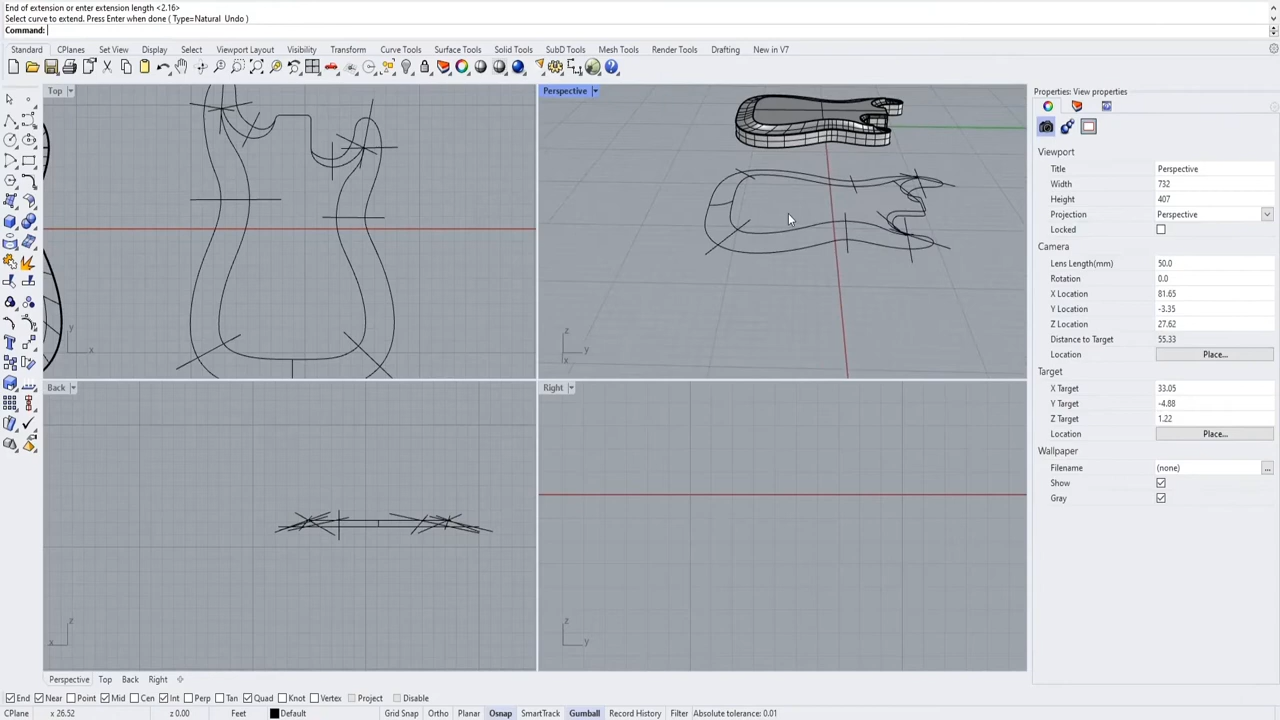 End of extension or enter extension length <2.16>
Select curve to extend. Press Enter when done ( Type=Natural Undo )
Command:
Standard CPlanes Set View Display Select Viewport Layout Visibility Transform Curve Tools Surface Tools Solid Tools SubD Tools Mesh Tools Render Tools Drafting New in V7
Top
Perspective
Properties: View properties
Viewport
Title Perspective
Width 732
Height 407
Projection Perspective
Locked
Camera
Lens Length(mm) 50.0
Rotation 0.0
X Location 81.65
Y Location -3.35
Z Location 27.62
Distance to Target 55.33
Location Place...
Target
X Target 33.05
Y Target -4.88
Z Target 1.22
Location Place...
Wallpaper
Filename (none) ...
Show
Gray
y
x
z
y
x
Back
Right
z
x
z
y
Perspective Top Back Right
End Near Point Mid Cen Int Perp Tan Quad Knot Vertex Project Disable
CPlane x 26.52 z 0.00 Feet Default Grid Snap Ortho Planar Osnap SmartTrack Gumball Record History Filter Absolute tolerance: 0.01